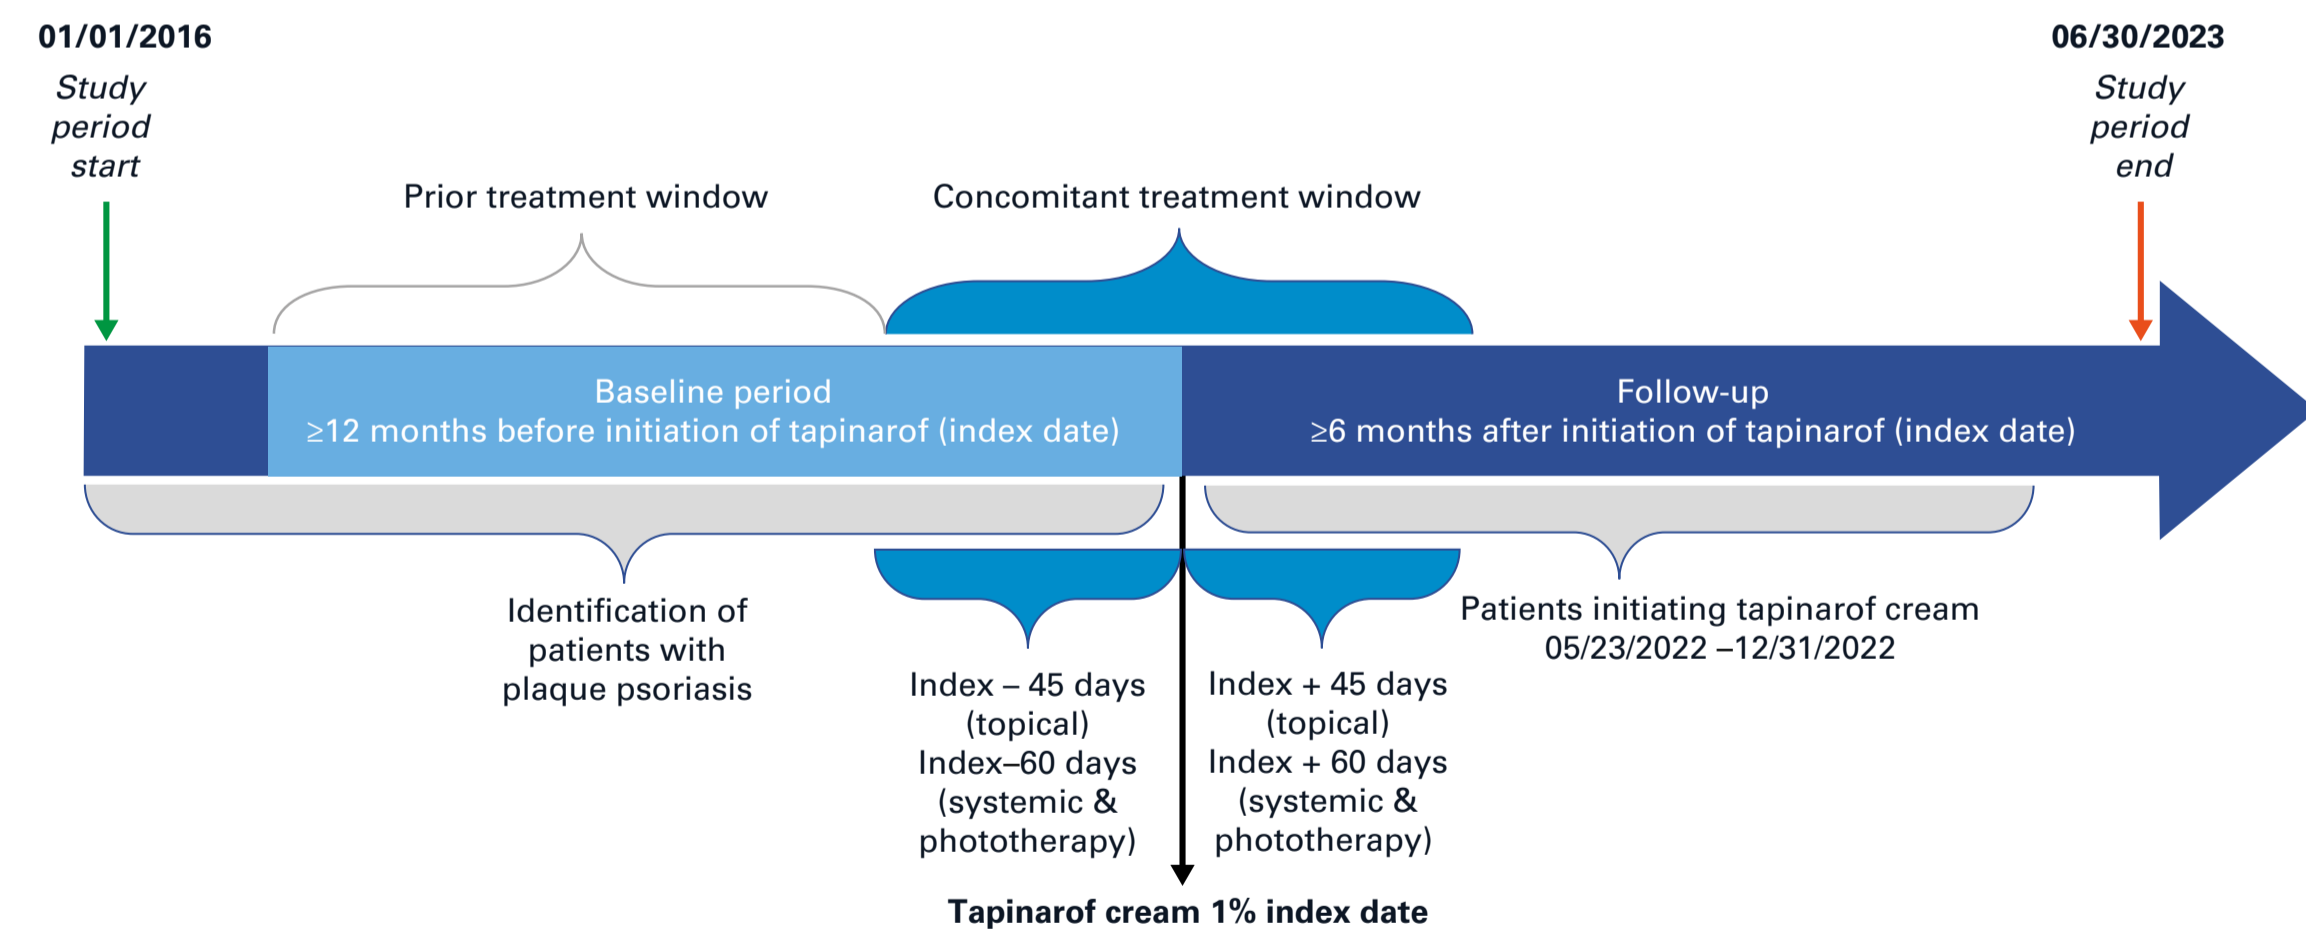 01/01/2016
Study
period
start
06/30/2023
Study
period
end
Prior treatment window
Concomitant treatment window
Baseline period
≥12 months before initiation of tapinarof (index date)
Follow-up
≥6 months after initiation of tapinarof (index date)
Identification of
patients with
plaque psoriasis
Index – 45 days
(topical)
Index–60 days
(systemic &
phototherapy)
Index + 45 days
(topical)
Index + 60 days
(systemic &
phototherapy)
Patients initiating tapinarof cream
05/23/2022 –12/31/2022
Tapinarof cream 1% index date